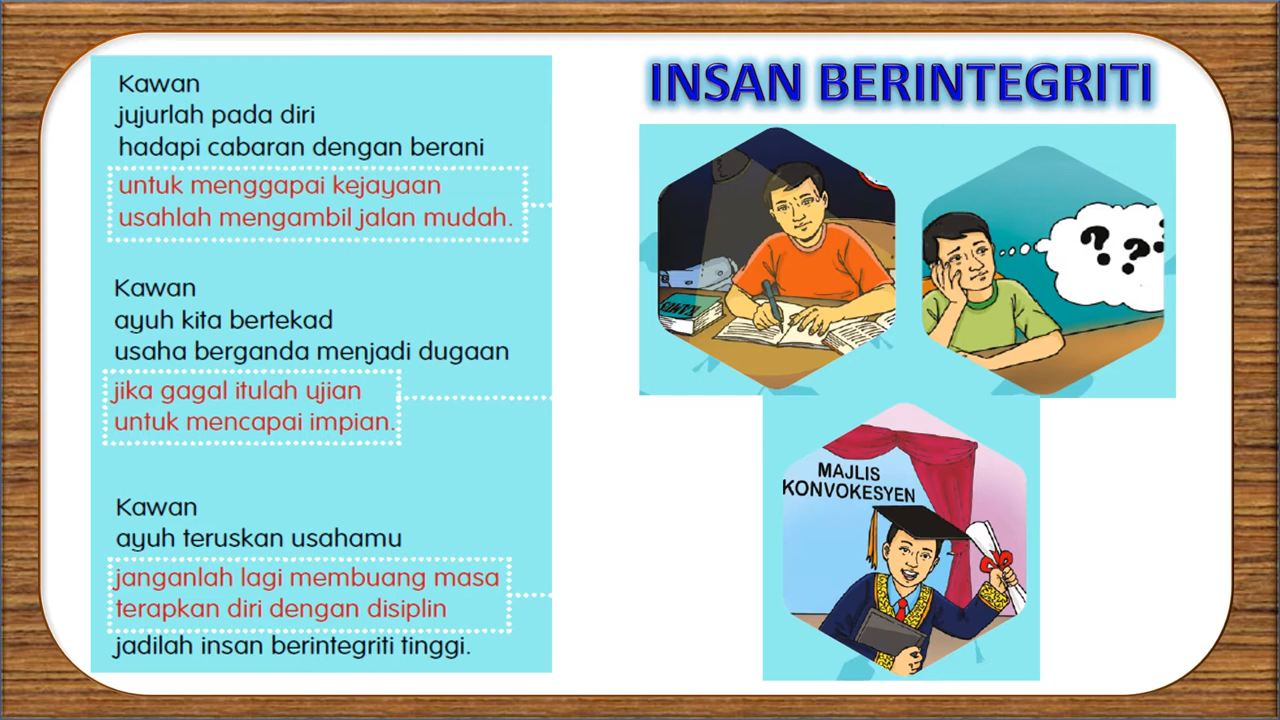 INSAN BERINTEGRITI
Kawan
jujurlah pada diri
hadapi cabaran dengan berani
untuk menggapai kejayaan
usahlah mengambil jalan mudah.
Kawan
ayuh kita bertekad
usaha berganda menjadi dugaan
jika gagal itulah ujian
untuk mencapai impian.
Kawan
ayuh teruskan usahamu
janganlah lagi membuang masa
terapkan diri dengan disiplin
jadilah insan berintegriti tinggi.
? ? ?
MAJLIS
KONVOKESYEN